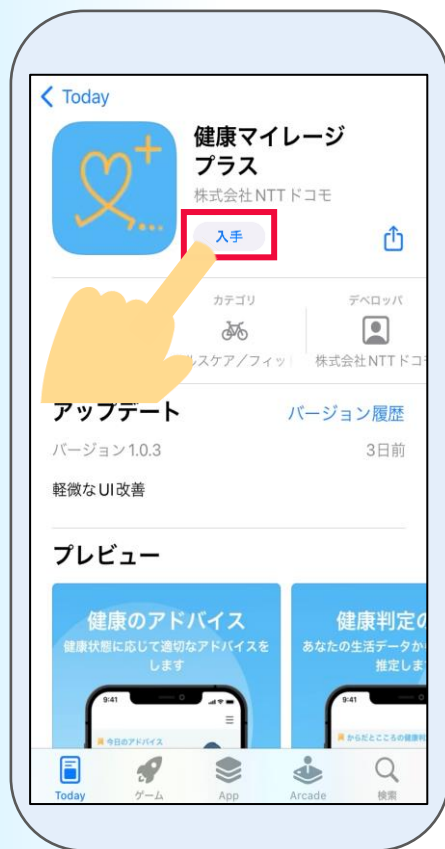 Today
健康マイレージ
プラス
株式会社NTTドコモ
入手
カテゴリ
デベロッパ
ルスケア／フィッ
株式会社NTTドコ
アップデート
バージョン履歴
バージョン1.0.3
3日前
軽微なUI改善
プレビュー
健康のアドバイス
健康状態に応じて適切なアドバイスを
します
9:41
今日のアドバイス
健康判定の
あなたの生活データか
推定しま
9:41
からだとこころの健康判
Today
ゲーム
App
Arcade
検索